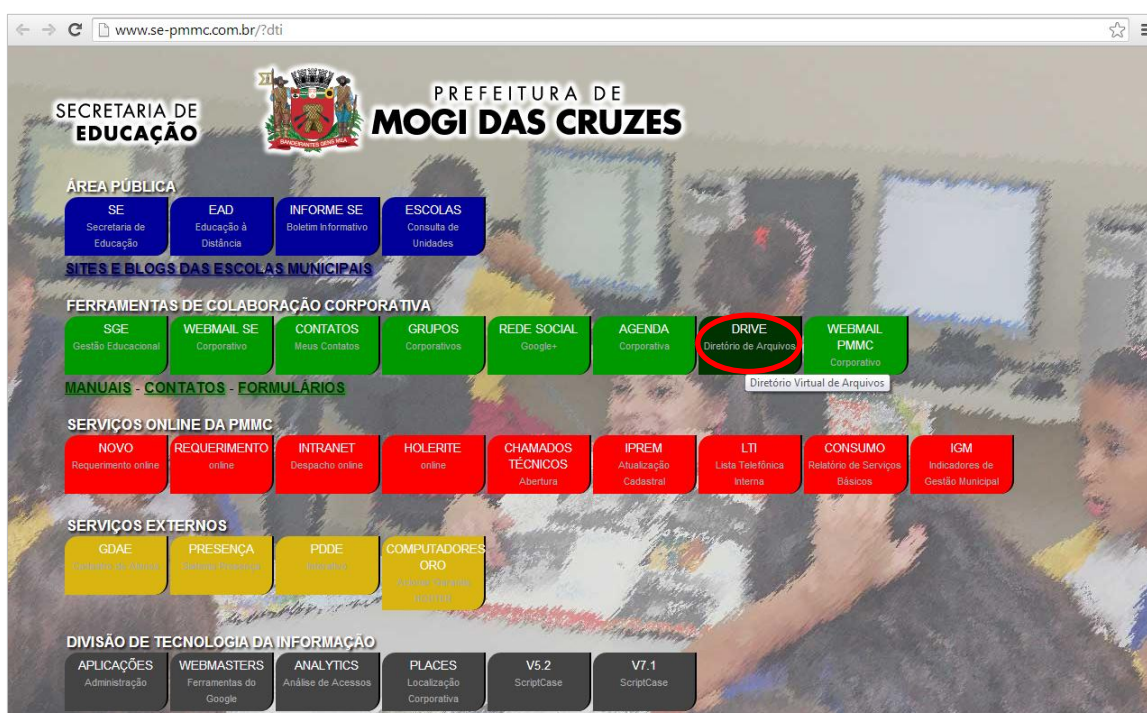 www.se-pmmc.com.br/?dti
SECRETARIA DE
EDUCAÇÃO
BANDEIRANTES GENS MEA
PREFEITURA DE
MOGI DAS CRUZES
ÁREA PÚBLICA
SE
Secretaria de
Educação
EAD
Educação à
Distância
INFORME SE
Boletim Informativo
ESCOLAS
Consulta de
Unidades
SITES E BLOGS DAS ESCOLAS MUNICIPAIS
FERRAMENTAS DE COLABORAÇÃO CORPORATIVA
SGE
Gestão Educacional
WEBMAIL SE
Corporativo
CONTATOS
Meus Contatos
GRUPOS
Corporativos
REDE SOCIAL
Google+
AGENDA
Corporativa
DRIVE
Diretório de Arquivos
WEBMAIL
PMMC
Corporativo
Diretório Virtual de Arquivos
MANUAIS - CONTATOS - FORMULÁRIOS
SERVIÇOS ONLINE DA PMMC
NOVO
Requerimento online
REQUERIMENTO
online
INTRANET
Despacho online
HOLERITE
online
CHAMADOS
TÉCNICOS
Abertura
IPREM
Atualização
Cadastral
LTI
Lista Telefônica
Interna
CONSUMO
Relatório de Serviços
Básicos
IGM
Indicadores de
Gestão Municipal
SERVIÇOS EXTERNOS
GDAE
PRESENÇA
PDDE
COMPUTADORES
ORO
DIVISÃO DE TECNOLOGIA DA INFORMAÇÃO
APLICAÇÕES
Administração
WEBMASTERS
Ferramentas do
Google
ANALYTICS
Análise de Acessos
PLACES
Localização
Corporativa
V5.2
ScriptCase
V7.1
ScriptCase